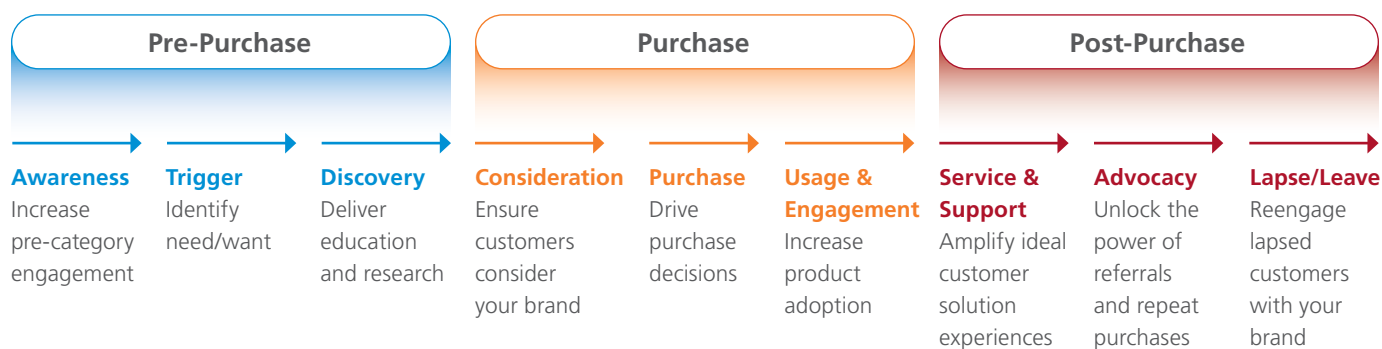 Pre-Purchase
Awareness
Increase
pre-category
engagement
Trigger
Identify
need/want
Discovery
Deliver
education
and research
Purchase
Consideration
Ensure
customers
consider
your brand
Purchase
Drive
purchase
decisions
Usage &
Engagement
Increase
product
adoption
Post-Purchase
Service &
Support
Amplify ideal
customer
solution
experiences
Advocacy
Unlock the
power of
referrals
and repeat
purchases
Lapse/Leave
Reengage
lapsed
customers
with your
brand